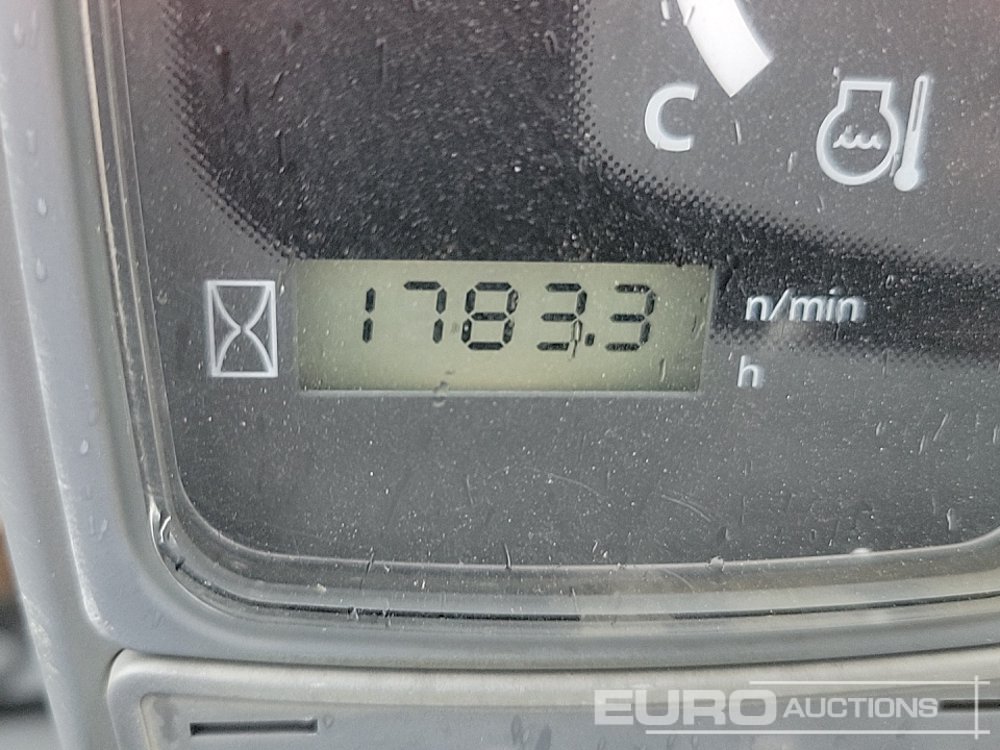 C
1783.3
n/min
h
EURO AUCTIONS